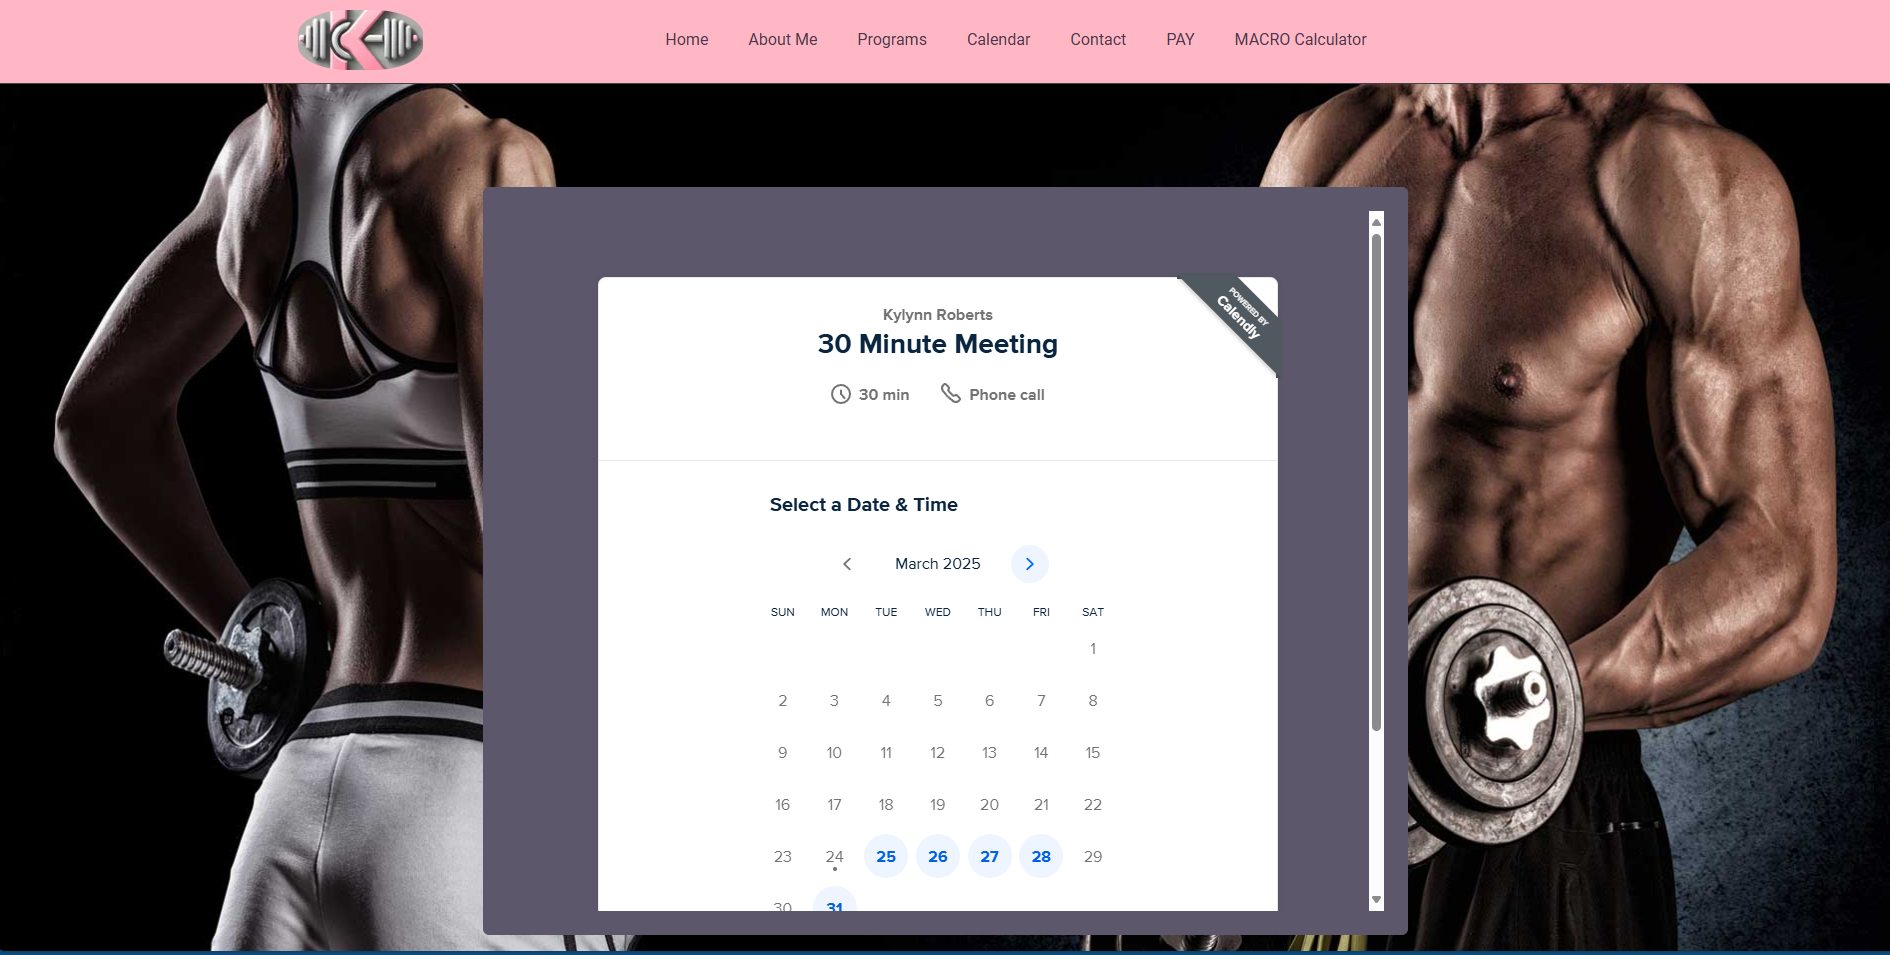 Home About Me Programs Calendar Contact PAY MACRO Calculator
POWERED BY
Calendly
Kylynn Roberts
30 Minute Meeting
30 min Phone call
Select a Date & Time
March 2025
SUN MON TUE WED THU FRI SAT
1
2 3 4 5 6 7 8
9 10 11 12 13 14 15
16 17 18 19 20 21 22
23 24 25 26 27 28 29
30 31